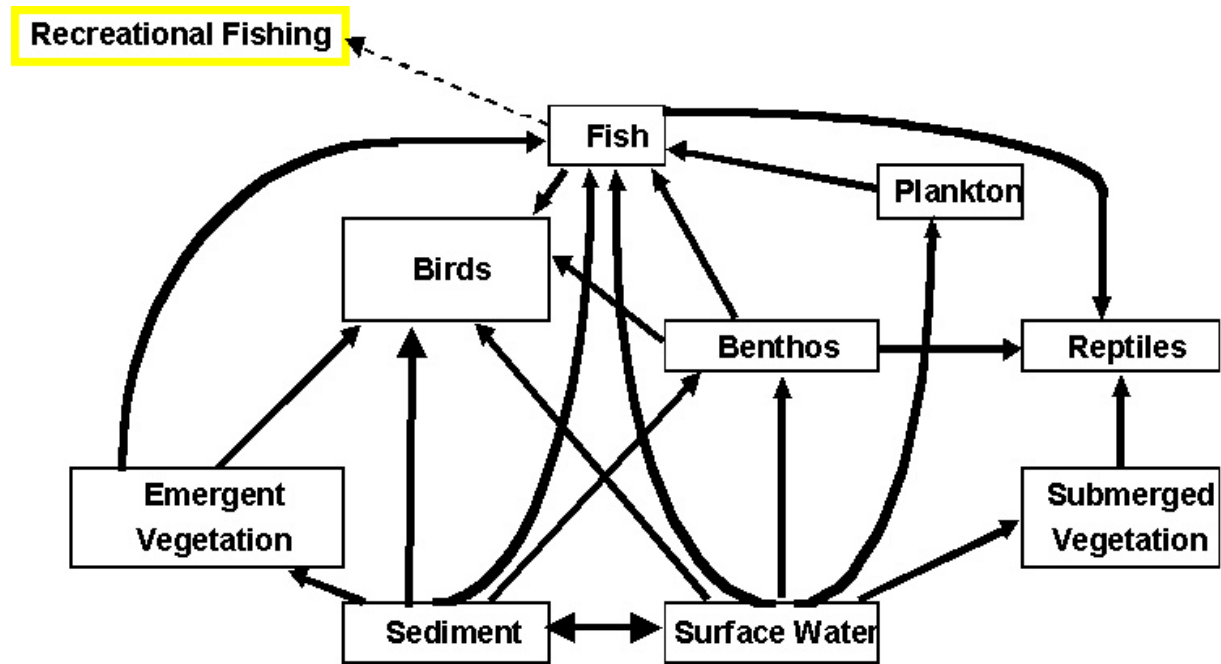 Recreational Fishing
Fish
Plankton
Birds
Benthos
Reptiles
Emergent
Vegetation
Submerged
Vegetation
Sediment
Surface Water